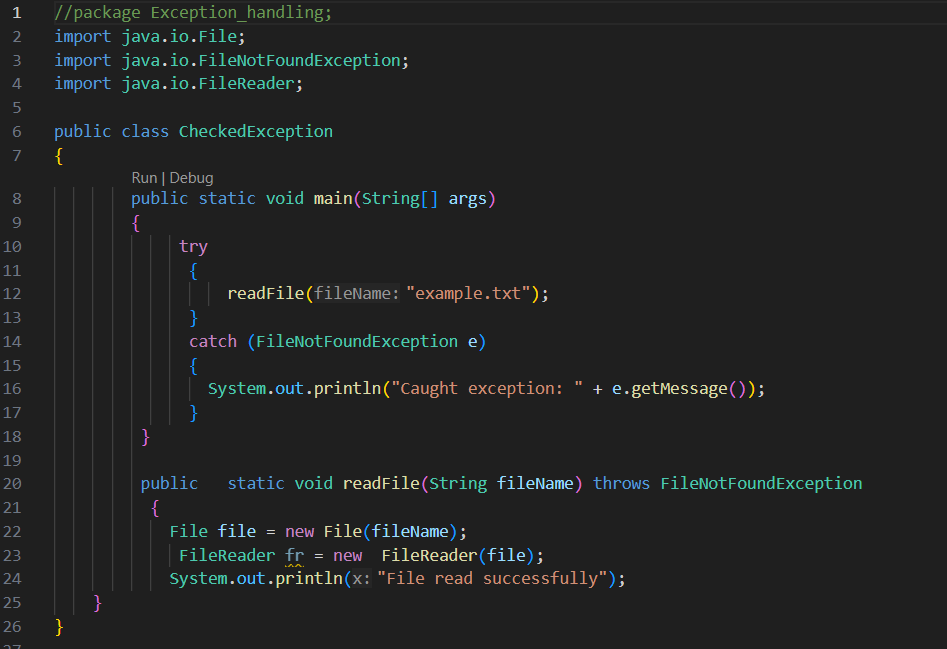 1 //package Exception_handling;
2 import java.io.File;
3 import java.io.FileNotFoundException;
4 import java.io.FileReader;
5
6 public class CheckedException
7 {
Run | Debug
8 public static void main(String[] args)
9 {
10 try
11 {
12 readFile(fileName: "example.txt");
13 }
14 catch (FileNotFoundException e)
15 {
16 System.out.println("Caught exception: " + e.getMessage());
17 }
18 }
19
20 public static void readFile(String fileName) throws FileNotFoundException
21 {
22 File file = new File(fileName);
23 FileReader fr = new FileReader(file);
24 System.out.println(x: "File read successfully");
25 }
26 }
27